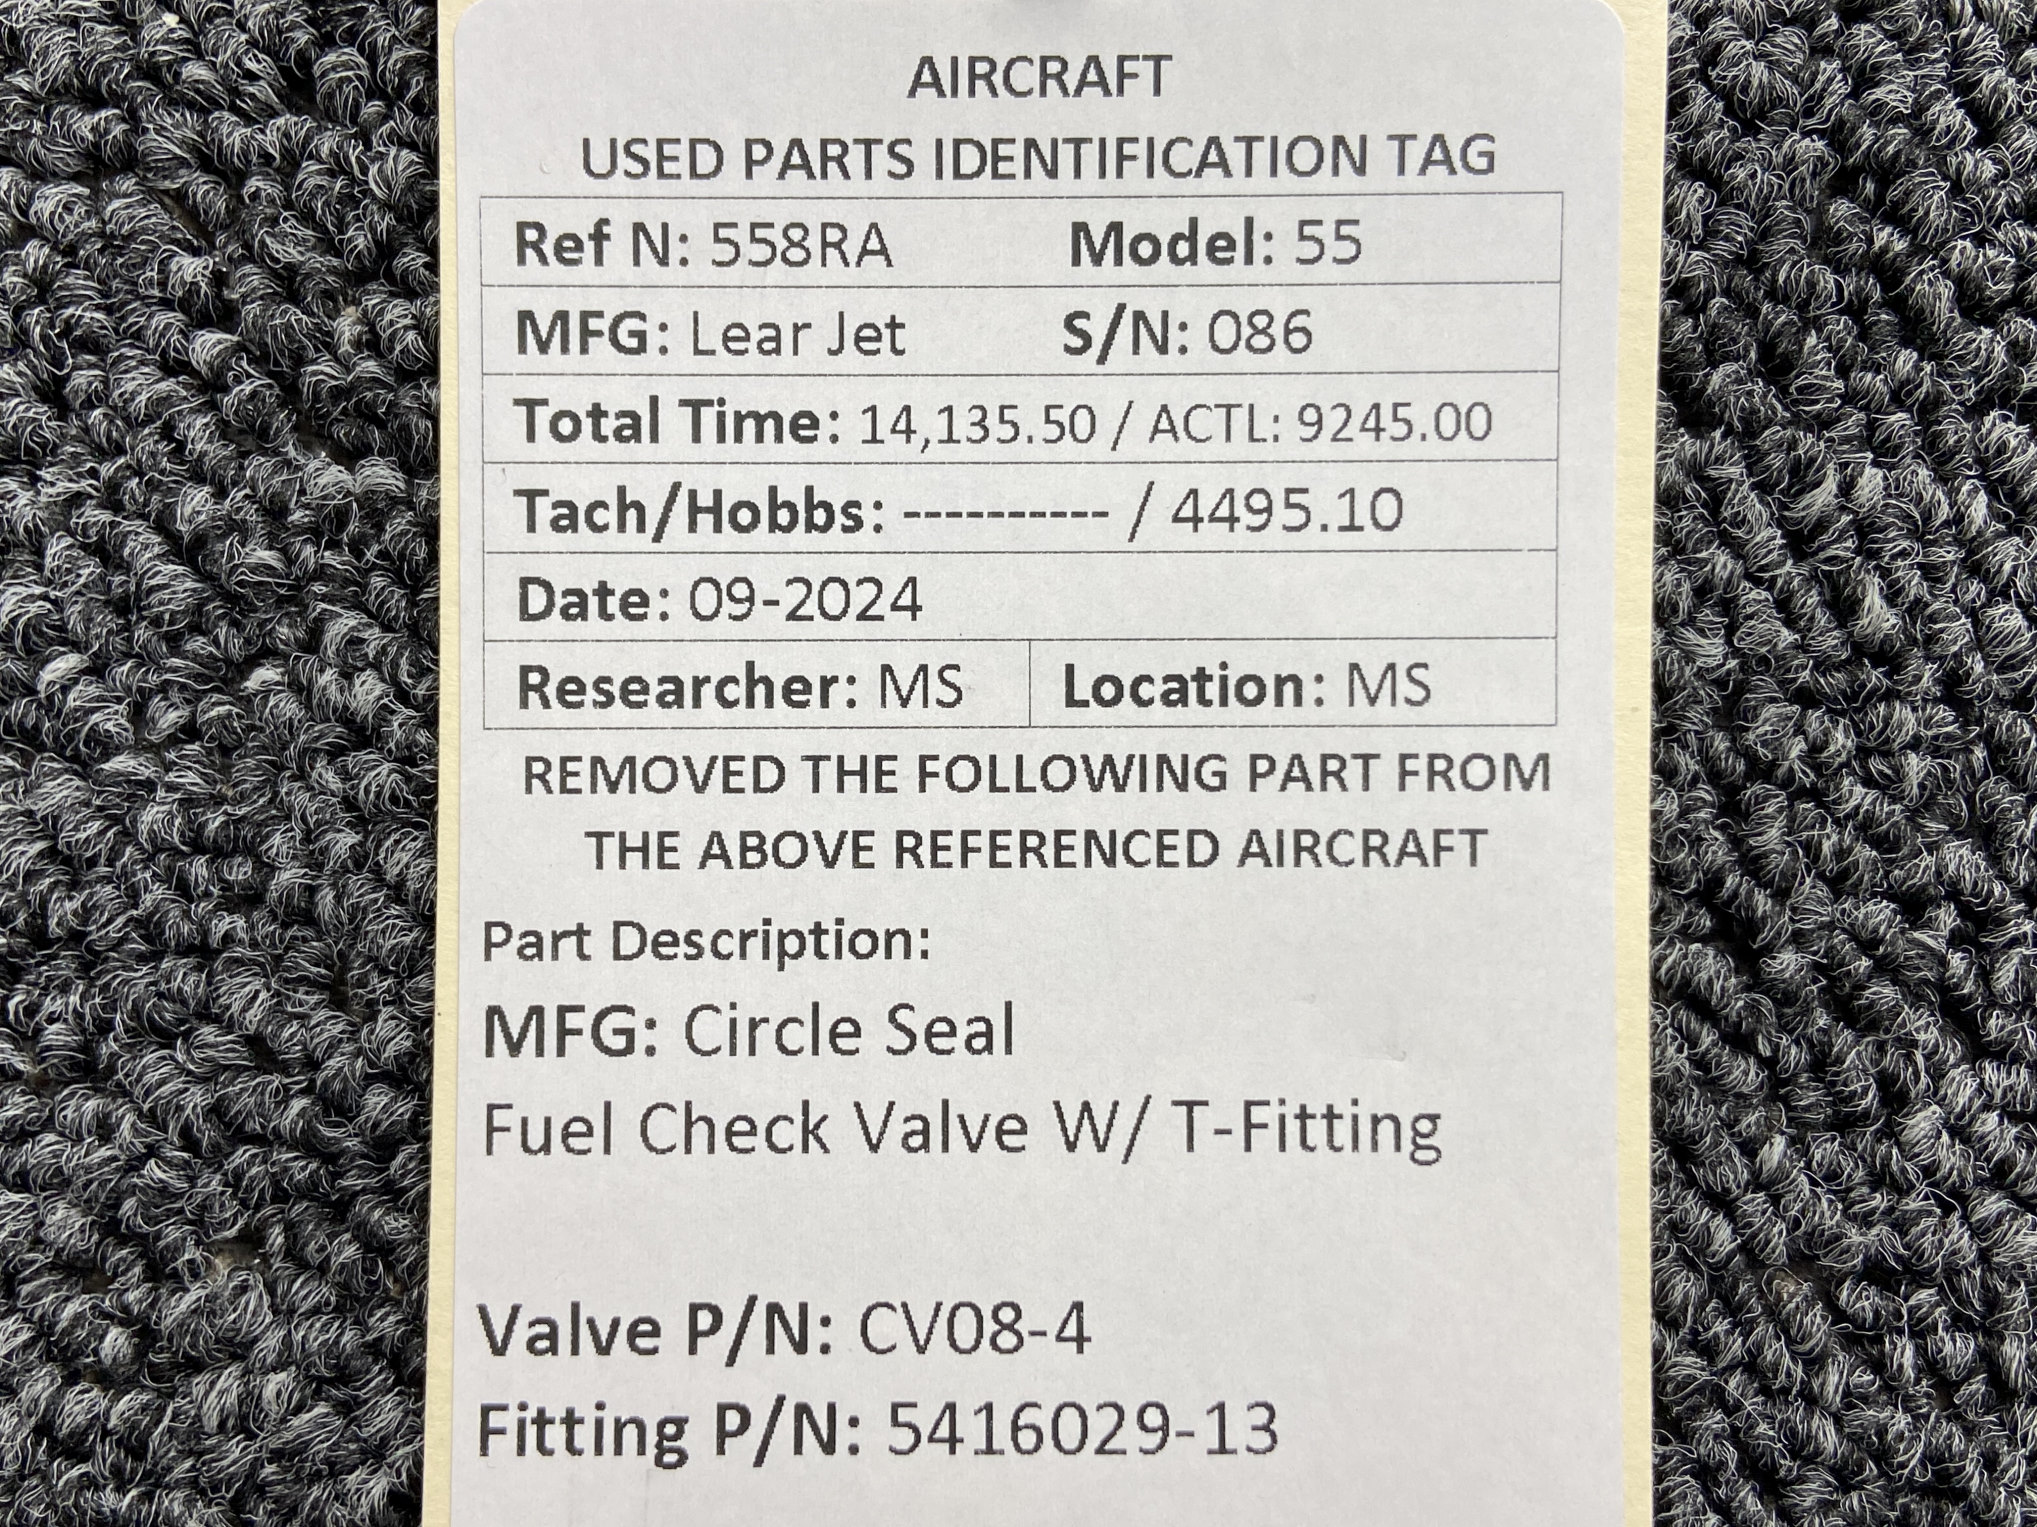 AIRCRAFT
USED PARTS IDENTIFICATION TAG
Ref N: 558RA Model: 55
MFG: Lear Jet S/N: 086
Total Time: 14,135.50 / ACTL: 9245.00
Tach/Hobbs: ---------- / 4495.10
Date: 09-2024
Researcher: MS Location: MS
REMOVED THE FOLLOWING PART FROM
THE ABOVE REFERENCED AIRCRAFT
Part Description:
MFG: Circle Seal
Fuel Check Valve W/ T-Fitting
Valve P/N: CV08-4
Fitting P/N: 5416029-13